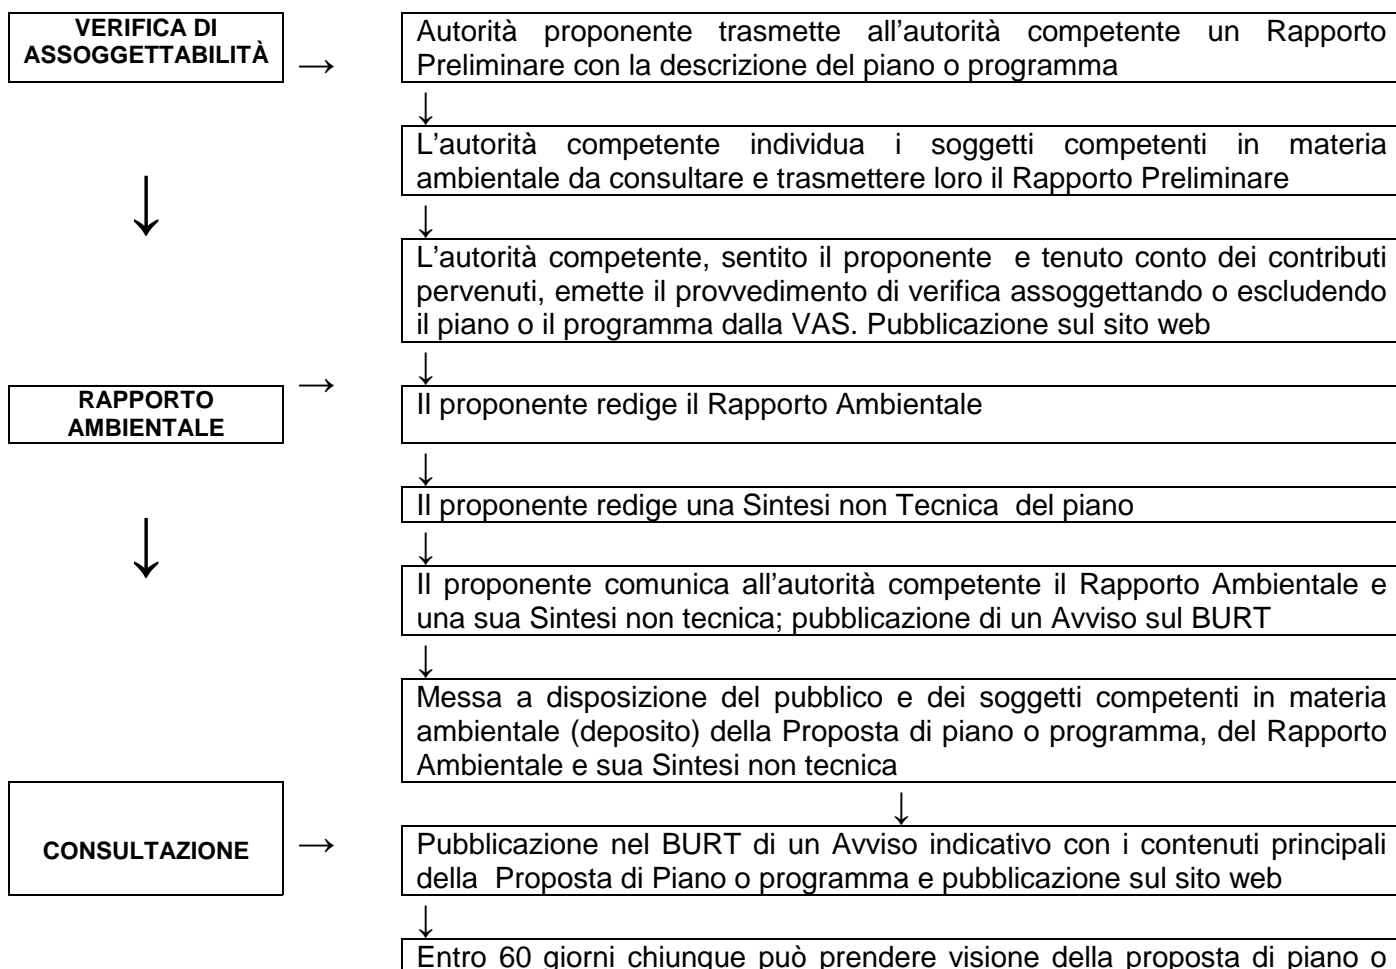 VERIFICA DI
ASSOGGETTABILITÀ
→
Autorità proponente trasmette all’autorità competente un Rapporto
Preliminare con la descrizione del piano o programma
↓
L’autorità competente individua i soggetti competenti in materia
ambientale da consultare e trasmettere loro il Rapporto Preliminare
↓
↓
L’autorità competente, sentito il proponente e tenuto conto dei contributi
pervenuti, emette il provvedimento di verifica assoggettando o escludendo
il piano o il programma dalla VAS. Pubblicazione sul sito web
↓
RAPPORTO
AMBIENTALE
→
Il proponente redige il Rapporto Ambientale
↓
Il proponente redige una Sintesi non Tecnica del piano
↓
↓
Il proponente comunica all’autorità competente il Rapporto Ambientale e
una sua Sintesi non tecnica; pubblicazione di un Avviso sul BURT
↓
Messa a disposizione del pubblico e dei soggetti competenti in materia
ambientale (deposito) della Proposta di piano o programma, del Rapporto
Ambientale e sua Sintesi non tecnica
↓
CONSULTAZIONE
→
Pubblicazione nel BURT di un Avviso indicativo con i contenuti principali
della Proposta di Piano o programma e pubblicazione sul sito web
↓
Entro 60 giorni chiunque può prendere visione della proposta di piano o